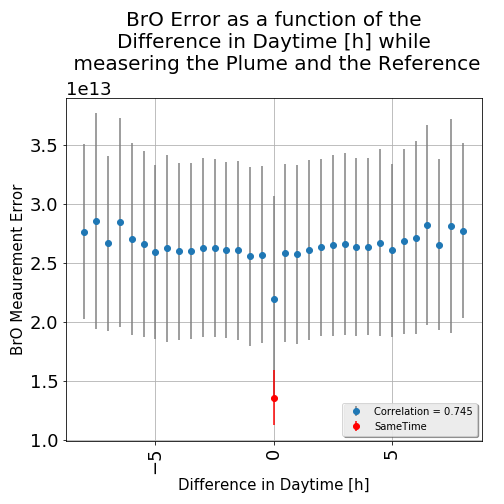 BrO Error as a function of the
Difference in Daytime [h] while
measering the Plume and the Reference
1e13
3.5
3.0
2.5
2.0
1.5
1.0
BrO Meaurement Error
−5
0
5
Difference in Daytime [h]
Correlation = 0.745
SameTime